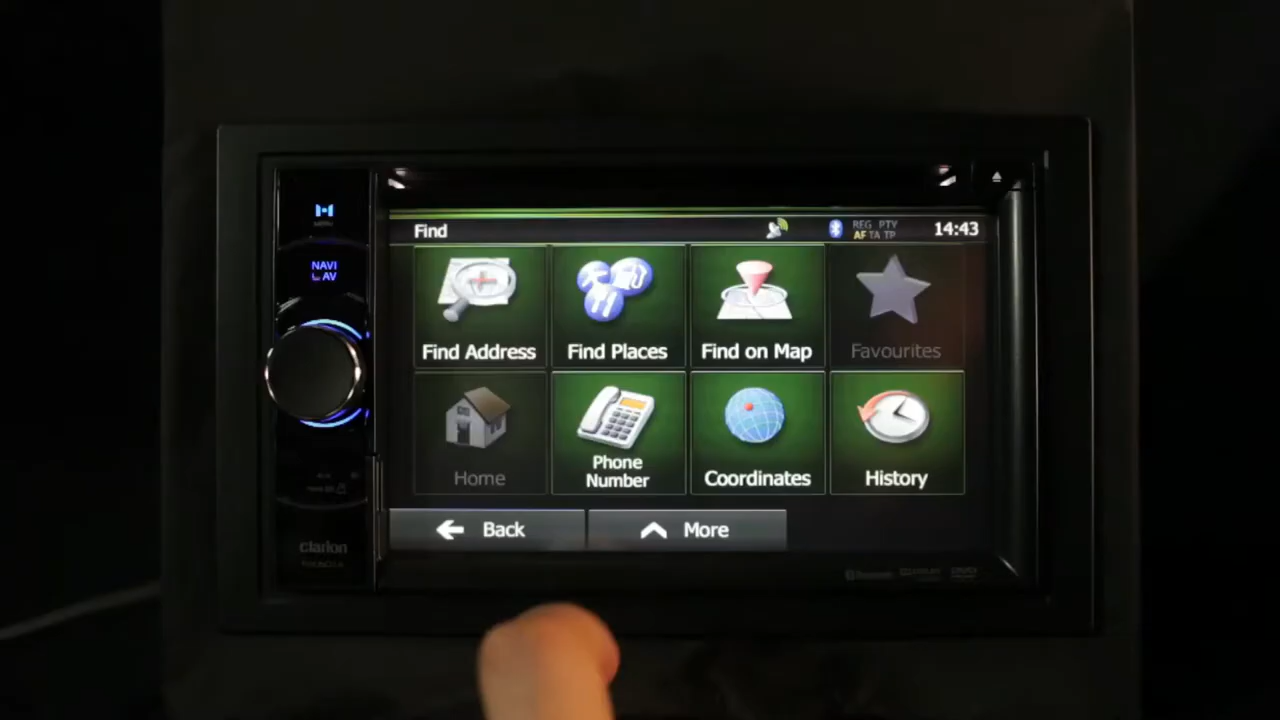 Find
REG PTY
AF TA TP
14:43
NAVI
AV
Find Address
Find Places
Find on Map
Favourites
Home
Phone
Number
Coordinates
History
Back
More
clarion
Bluetooth